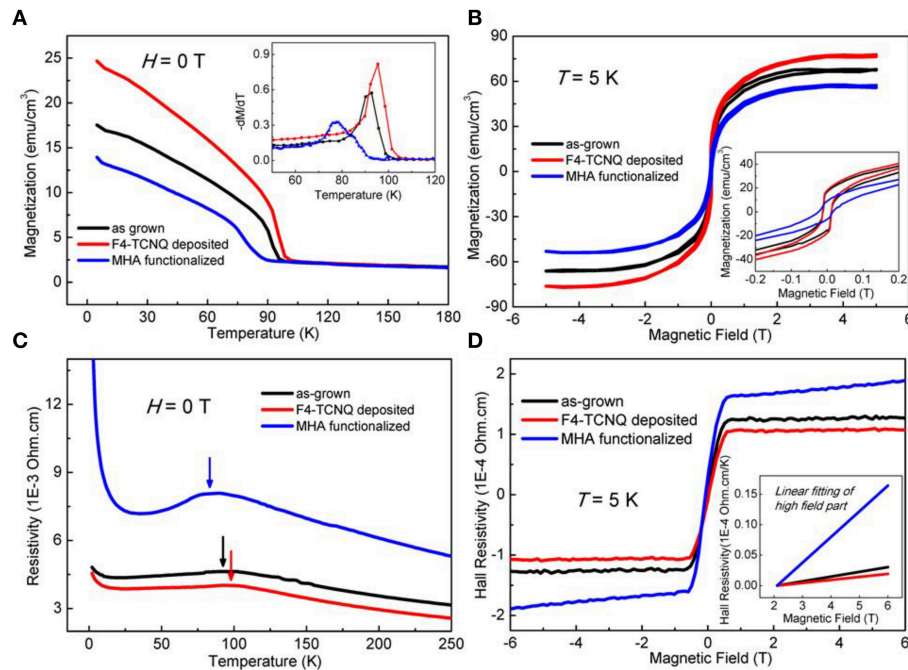 A
H = 0 T
Magnetization (emu/cm³)
25
20
15
10
5
0
0 30 60 90 120 150 180
Temperature (K)
as grown
F4-TCNQ deposited
MHA functionalized
-dM/dT
0.9
0.6
0.3
0.0
60 80 100 120
Temperature (K)
B
T = 5 K
Magnetization (emu/cm³)
90
60
30
0
-30
-60
-90
-6 -4 -2 0 2 4 6
Magnetic Field (T)
as-grown
F4-TCNQ deposited
MHA functionalized
Magnetization (emu/cm³)
40
20
0
-20
-40
-0.2 -0.1 0.0 0.1 0.2
Magnetic Field (T)
C
H = 0 T
Resistivity (1E-3 Ohm.cm)
12
9
6
3
0 50 100 150 200 250
Temperature (K)
as-grown
F4-TCNQ deposited
MHA functionalized
D
T = 5 K
Hall Resistivity (1E-4 Ohm.cm)
2
1
0
-1
-2
-6 -4 -2 0 2 4 6
Magnetic Field (T)
as-grown
F4-TCNQ deposited
MHA functionalized
Linear fitting of
high field part
Hall Resistivity(1E-4 Ohm.cm/K)
0.15
0.10
0.05
0.00
2 3 4 5 6
Magnetic Field (T)